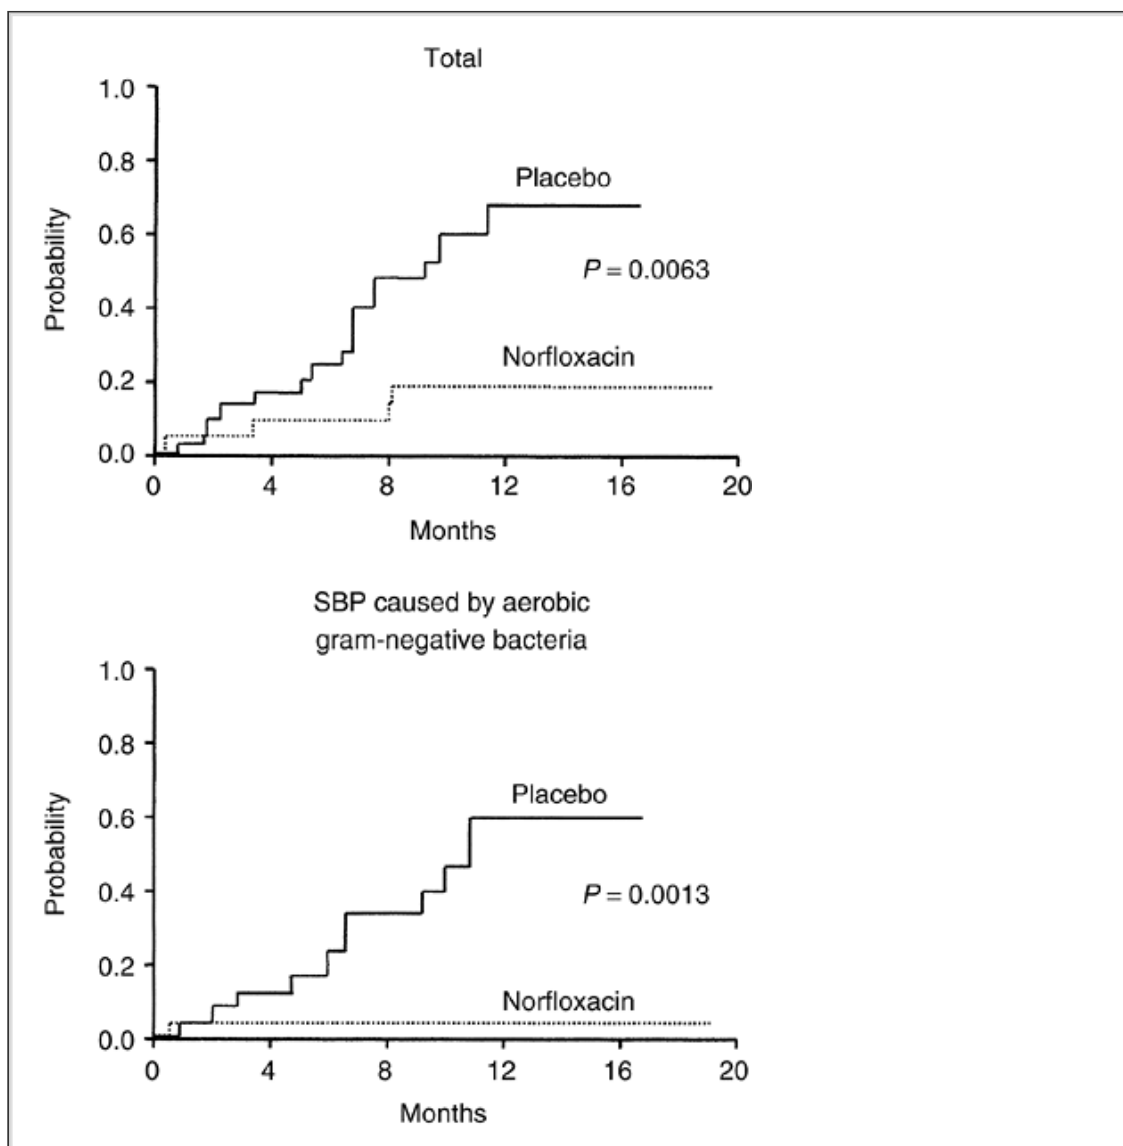 Total
1.0
0.8
Placebo
0.6
P = 0.0063
Probability
0.4
Norfloxacin
0.2
0.0
0 4 8 12 16 20
Months
SBP caused by aerobic
gram-negative bacteria
1.0
0.8
Placebo
0.6
Probability
P = 0.0013
0.4
0.2
Norfloxacin
0.0
0 4 8 12 16 20
Months